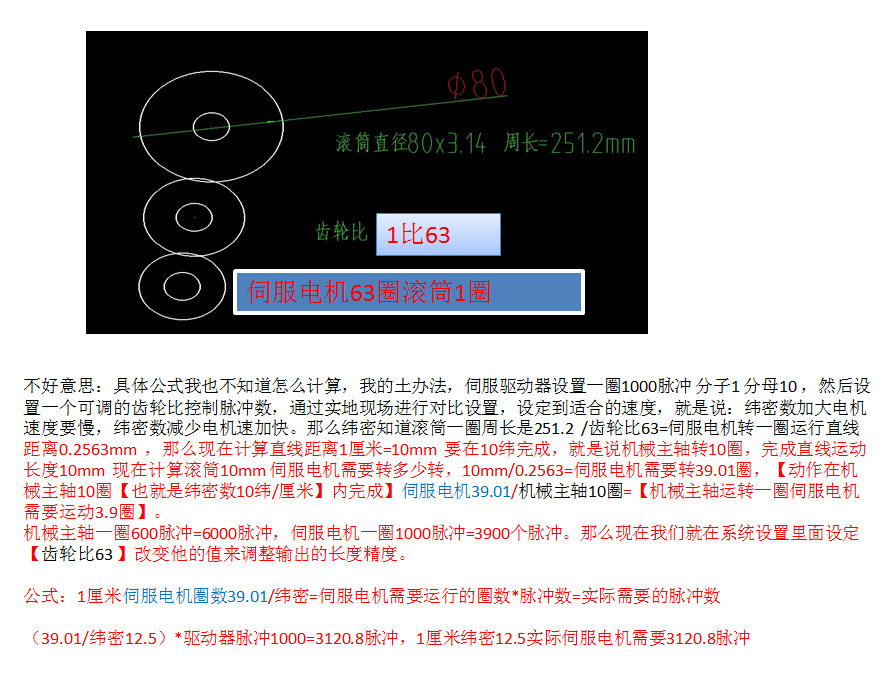 Φ80
滚筒直径80x3.14 周长=251.2mm
齿轮比 1比63
伺服电机63圈滚筒1圈
不好意思：具体公式我也不知道怎么计算，我的土办法，伺服驱动器设置一圈1000脉冲 分子1 分母10 ，然后设
置一个可调的齿轮比控制脉冲数，通过实地现场进行对比设置，设定到适合的速度，就是说：纬密数加大电机
速度要慢，纬密数减少电机速加快。那么纬密知道滚筒一圈周长是251.2 /齿轮比63=伺服电机转一圈运行直线
距离0.2563mm ，那么现在计算直线距离1厘米=10mm 要在10纬完成，就是说机械主轴转10圈，完成直线运动
长度10mm 现在计算滚筒10mm 伺服电机需要转多少转，10mm/0.2563=伺服电机需要转39.01圈，【动作在机
械主轴10圈【也就是纬密数10纬/厘米】内完成】伺服电机39.01/机械主轴10圈=【机械主轴运转一圈伺服电机
需要运动3.9圈】。
机械主轴一圈600脉冲=6000脉冲，伺服电机一圈1000脉冲=3900个脉冲。那么现在我们就在系统设置里面设定
【齿轮比63 】改变他的值来调整输出的长度精度。
公式：1厘米伺服电机圈数39.01/纬密=伺服电机需要运行的圈数*脉冲数=实际需要的脉冲数
（39.01/纬密12.5）*驱动器脉冲1000=3120.8脉冲，1厘米纬密12.5实际伺服电机需要3120.8脉冲